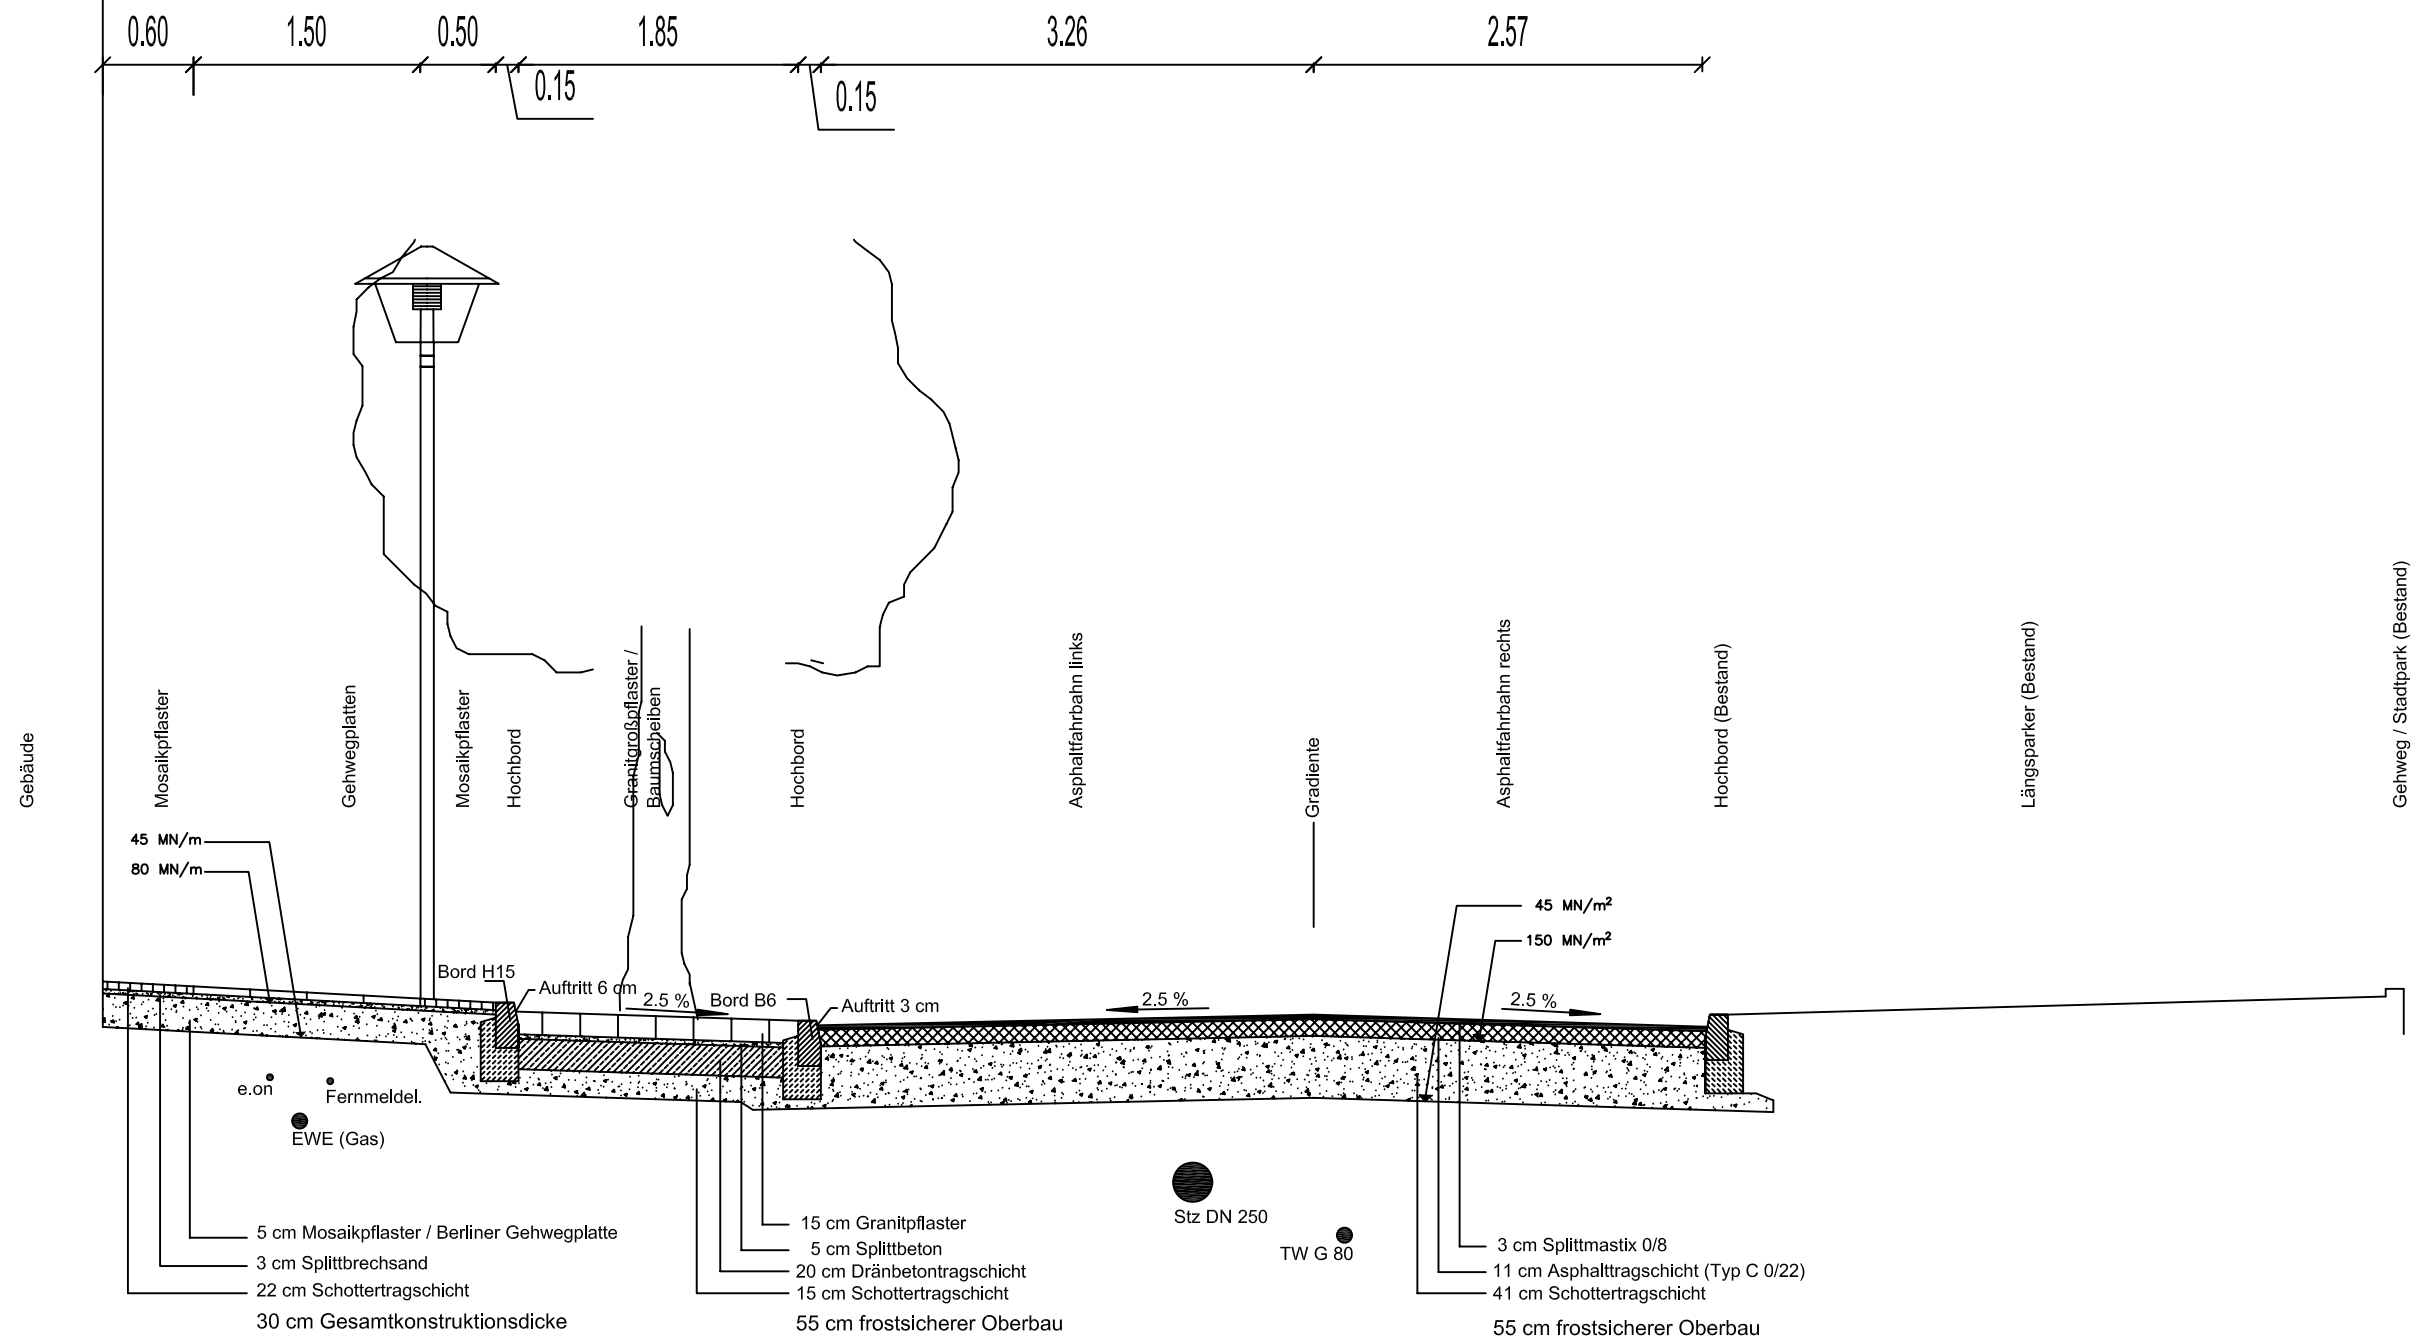 0.60
1.50
0.50
0.15
1.85
0.15
3.26
2.57
Gebäude
Mosaikpflaster
Gehwegplatten
Mosaikpflaster
Hochbord
Granitgroßpflaster /
Baumscheiben
Hochbord
Asphaltfahrbahn links
Gradiente
Asphaltfahrbahn rechts
Hochbord (Bestand)
Längsparker (Bestand)
Gehweg / Stadtpark (Bestand)
45 MN/m
80 MN/m
45 MN/m²
150 MN/m²
Bord H15
Auftritt 6 cm
2.5 %
Bord B6
Auftritt 3 cm
2.5 %
2.5 %
e.on
Fernmeldel.
EWE (Gas)
Stz DN 250
TW G 80
5 cm Mosaikpflaster / Berliner Gehwegplatte
3 cm Splittbrechsand
22 cm Schottertragschicht
30 cm Gesamtkonstruktionsdicke
15 cm Granitpflaster
5 cm Splittbeton
20 cm Dränbetontragschicht
15 cm Schottertragschicht
55 cm frostsicherer Oberbau
3 cm Splittmastix 0/8
11 cm Asphalttragschicht (Typ C 0/22)
41 cm Schottertragschicht
55 cm frostsicherer Oberbau